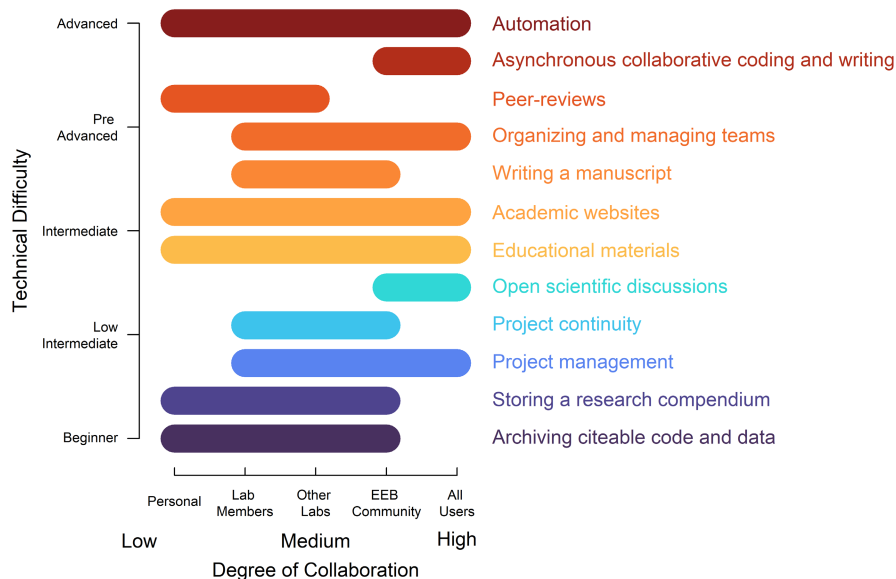 Advanced
Automation
Asynchronous collaborative coding and writing
Peer-reviews
Pre
Advanced
Organizing and managing teams
Writing a manuscript
Academic websites
Intermediate
Educational materials
Open scientific discussions
Project continuity
Low
Intermediate
Project management
Storing a research compendium
Beginner
Archiving citeable code and data
Technical Difficulty
Personal
Lab
Members
Other
Labs
EEB
Community
All
Users
Low
Medium
High
Degree of Collaboration